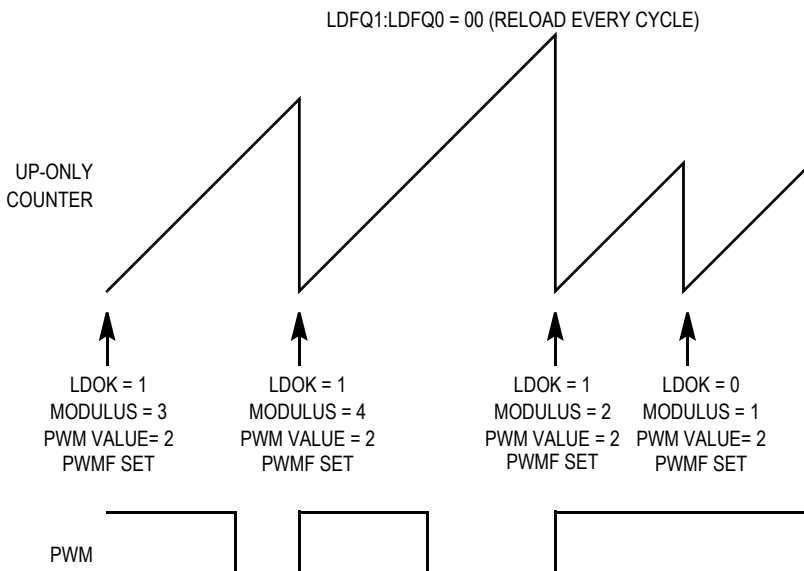 LDFQ1:LDFQ0 = 00 (RELOAD EVERY CYCLE)
UP-ONLY
COUNTER
LDOK = 1
MODULUS = 3
PWM VALUE= 2
PWMF SET
LDOK = 1
MODULUS = 4
PWM VALUE = 2
PWMF SET
LDOK = 1
MODULUS = 2
PWM VALUE = 2
PWMF SET
LDOK = 0
MODULUS = 1
PWM VALUE= 2
PWMF SET
PWM